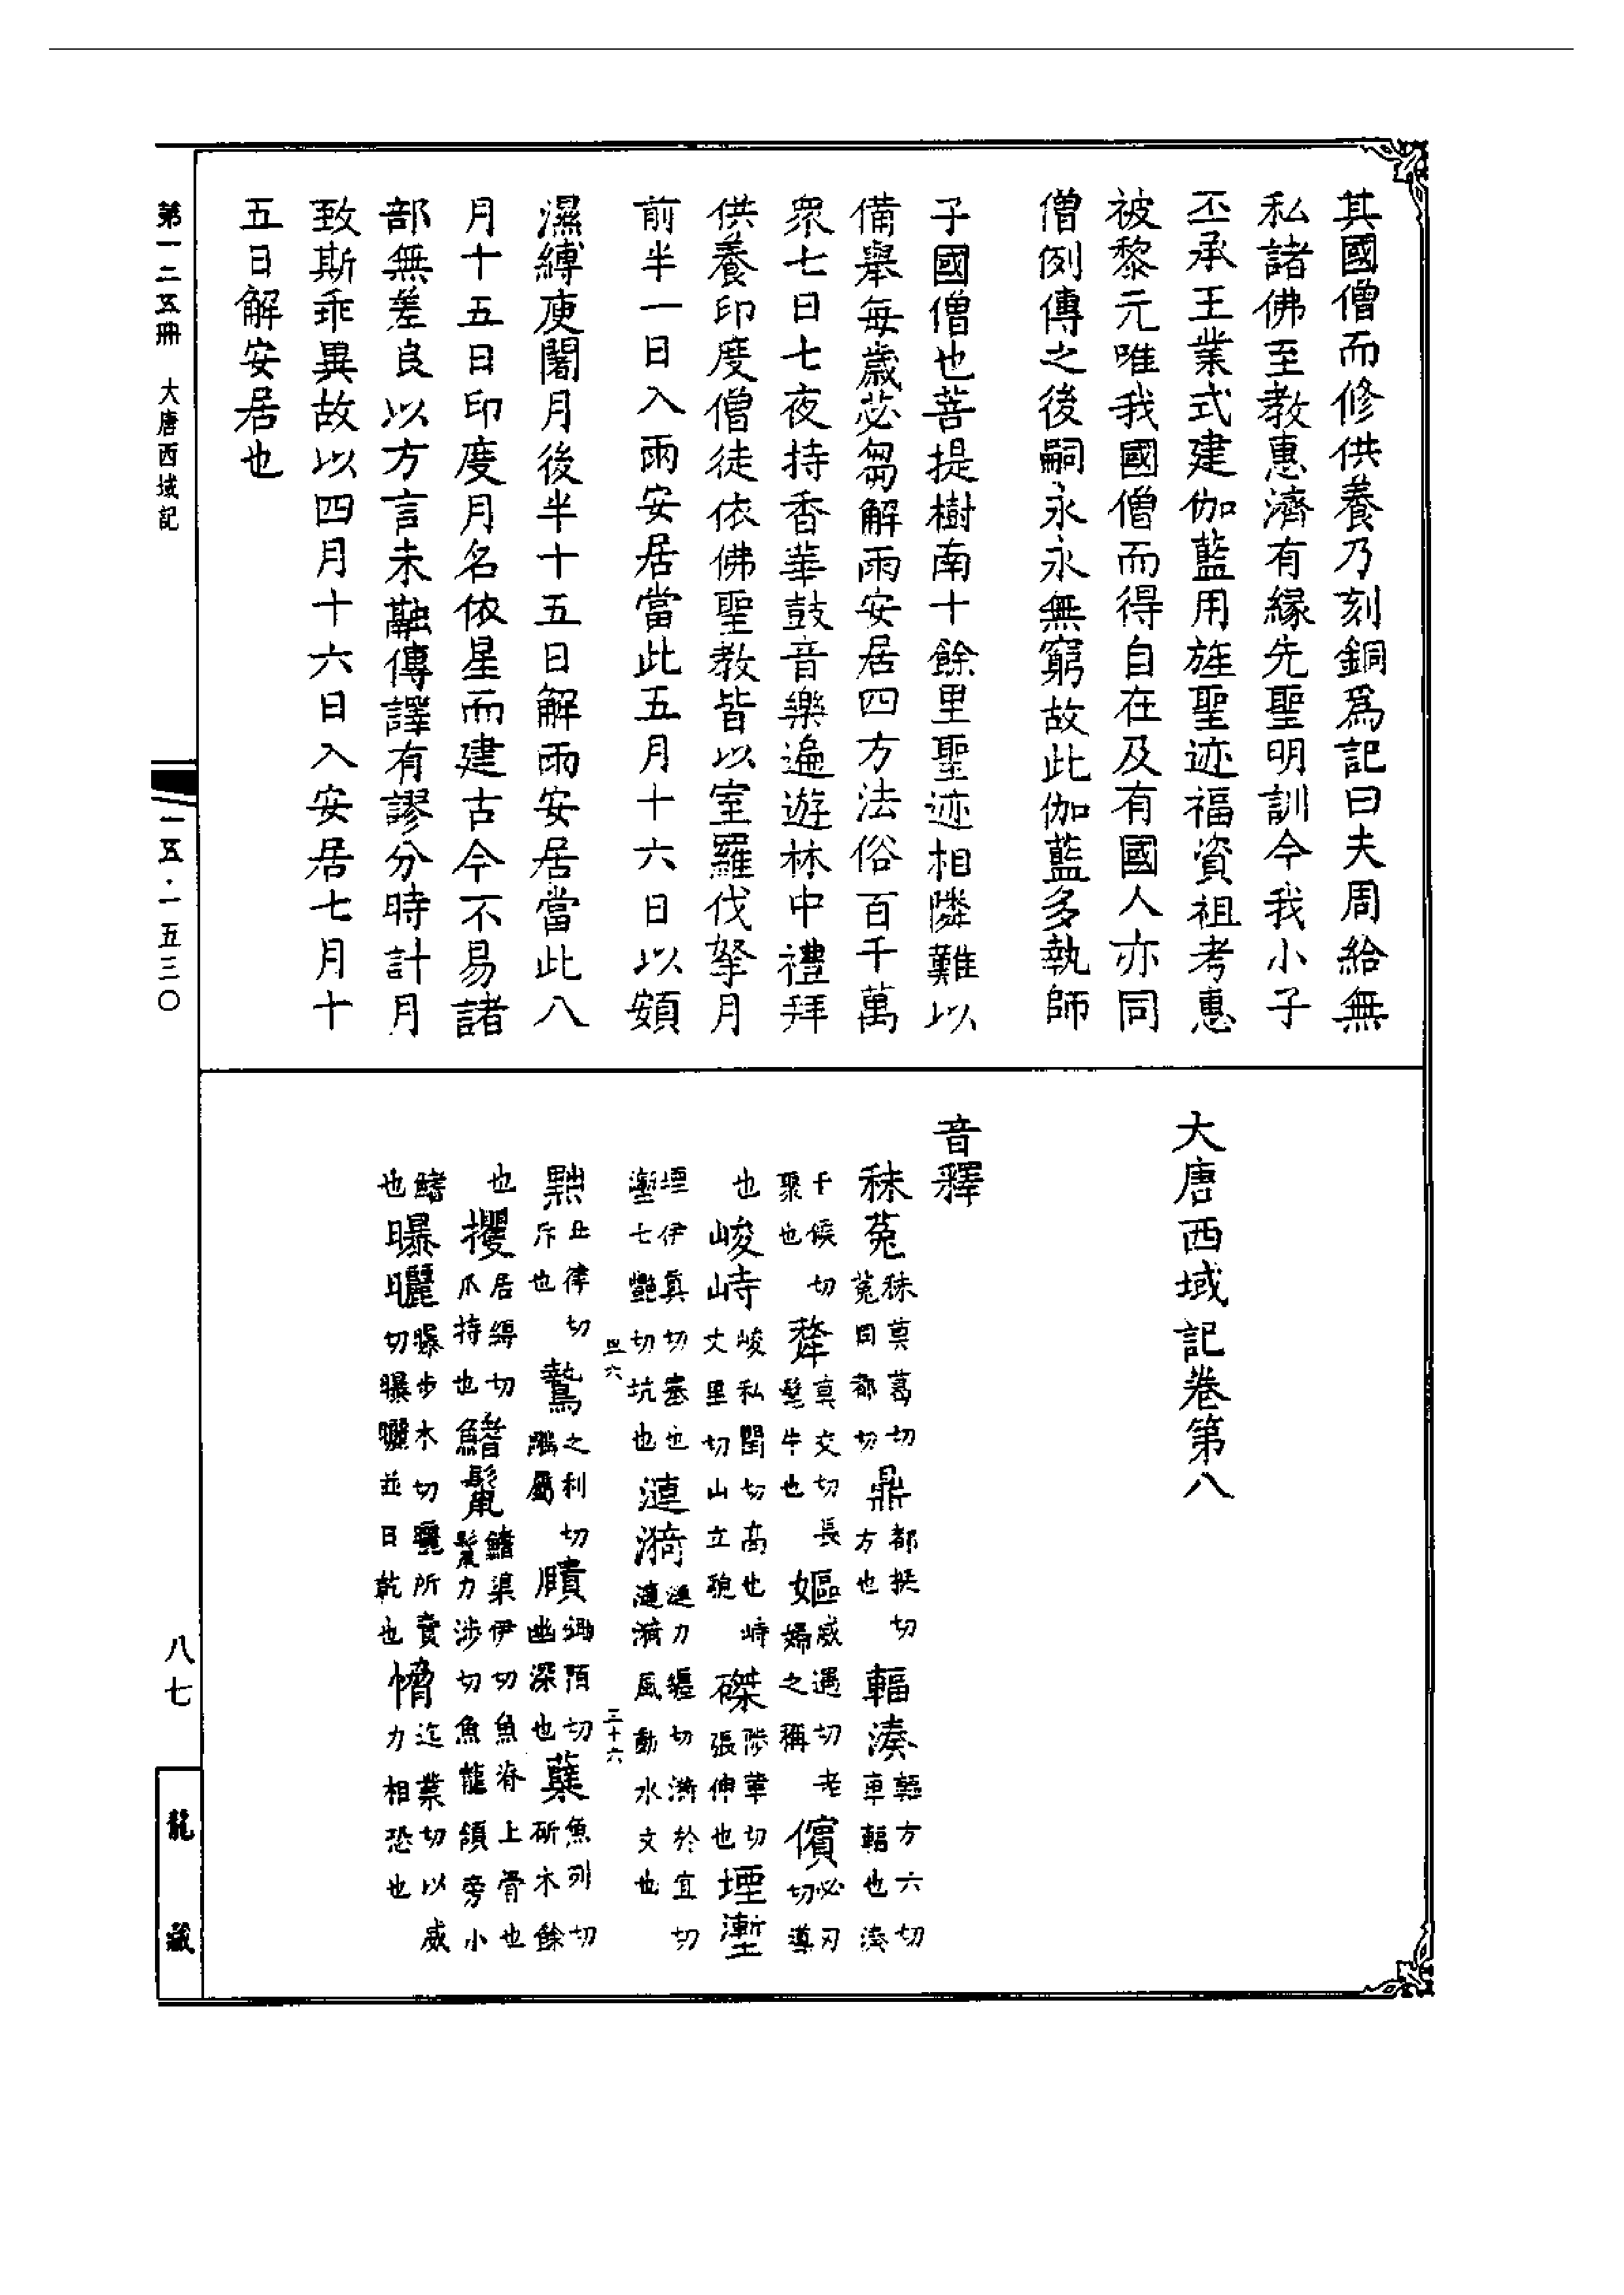 其國僧而修供養乃刻銅爲記曰夫周給無
私諸佛至教惠濟有緣先聖明訓今我小子
丕承王業式建伽藍用旌聖迹福資祖考惠
被黎元唯我國僧而得自在及有國人亦同
僧例傳之後嗣永永無窮故此伽藍多執師
子國僧也菩提樹南十餘里聖迹相隣難以
備舉每歲苾芻解雨安居四方法俗百千萬
衆七日七夜持香華鼓音樂遍遊林中禮拜
供養印度僧徒依佛聖教皆以室羅伐拏月
前半一日入雨安居當此五月十六日以頞
濕縛庾闍月後半十五日解雨安居當此八
月十五日印度月名依星而建古今不易諸
部無差良以方言未融傳譯有謬分時計月
致斯乖異故以四月十六日入安居七月十
五日解安居也
大唐西域記卷第八
音釋
秣菟秣莫葛切菟同都切鼎都挺切方也輻湊輻方六切車輻也湊
千候切聚也犛莫交切長髦牛也嫗威遇切老婦之稱儐必刃切導
也峻峙峻私閏切高也峙丈里切山立貌磔陟革切張伸也堙塹
堙伊真切塞也塹七豔切坑也漣漪漣力纏切漪於宜切漣漪風動水文也
黜丑律切斥也鷙之利切鵰屬賾鉏陌切幽深也蘖魚列切斫木餘
也攫居縛切爪持也鰭鬣鰭渠伊切魚脊上骨也鬣力涉切魚龍頷旁小
鰭也曝曬曝步木切曬所賣切曝曬並日乾也愶迄業切以威力相恐也
四六
三十六
第一二五冊 大唐西域記
一五·一五三〇
八七
龍藏